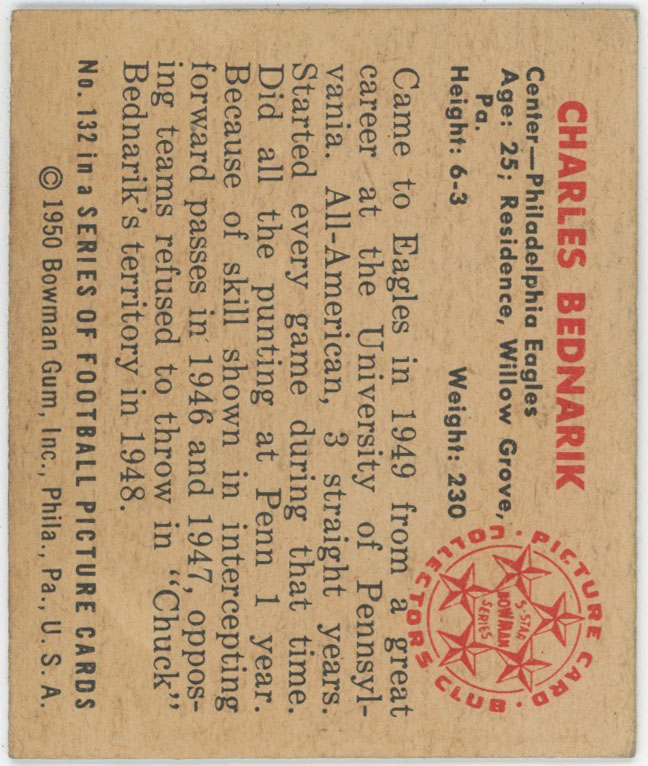 CHARLES BEDNARIK
Center—Philadelphia Eagles
Age: 25; Residence, Willow Grove,
Pa.
Height: 6-3 Weight: 230
Came to Eagles in 1949 from a great
career at the University of Pennsyl-
vania. All-American, 3 straight years.
Started every game during that time.
Did all the punting at Penn 1 year.
Because of skill shown in intercepting
forward passes in 1946 and 1947, oppos-
ing teams refused to throw in “Chuck”
Bednarik’s territory in 1948.
No. 132 in a SERIES OF FOOTBALL PICTURE CARDS
© 1950 Bowman Gum, Inc., Phila., Pa., U. S. A.
· PICTURE CARD · COLLECTORS CLUB
5-STAR
BOWMAN
SERIES